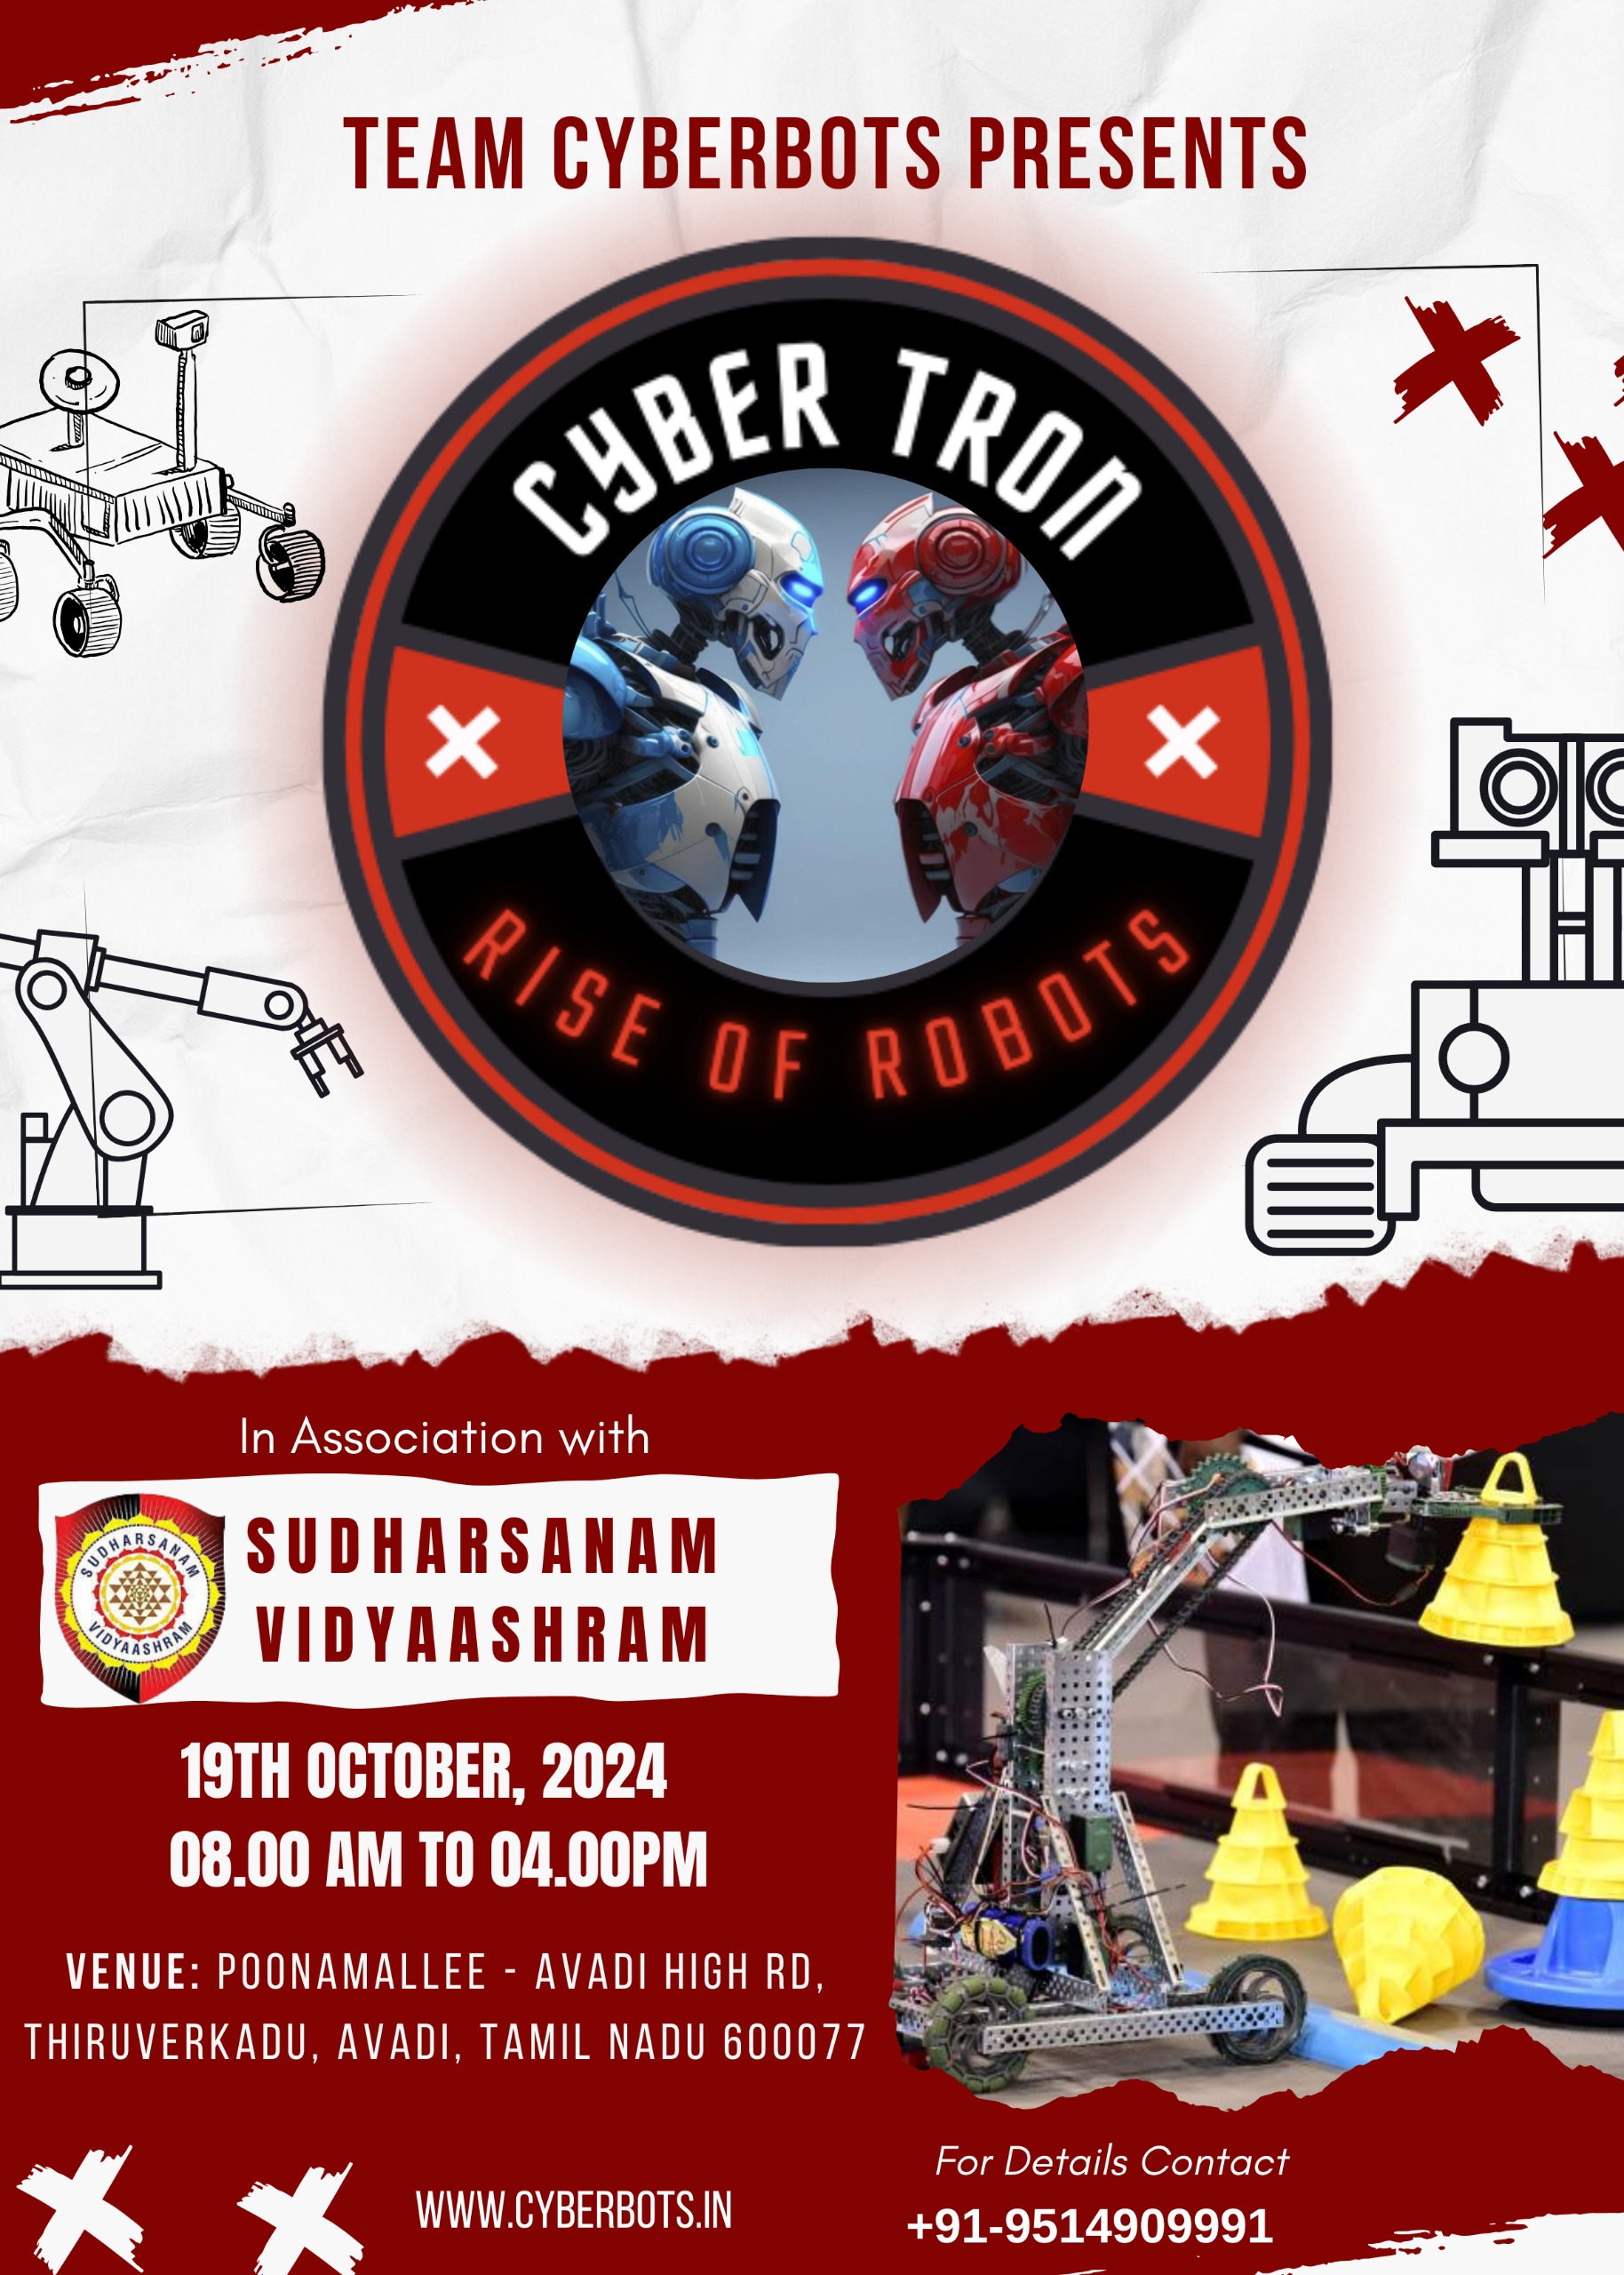 TEAM CYBERBOTS PRESENTS
CYBER TRON
RISE OF ROBOTS
In Association with
SUDHARSANAM
VIDYAASHRAM
SUDHARSANAM
VIDYAASHRAM
19TH OCTOBER, 2024
08.00 AM TO 04.00PM
VENUE: POONAMALLEE - AVADI HIGH RD,
THIRUVERKADU, AVADI, TAMIL NADU 600077
WWW.CYBERBOTS.IN
For Details Contact
+91-9514909991